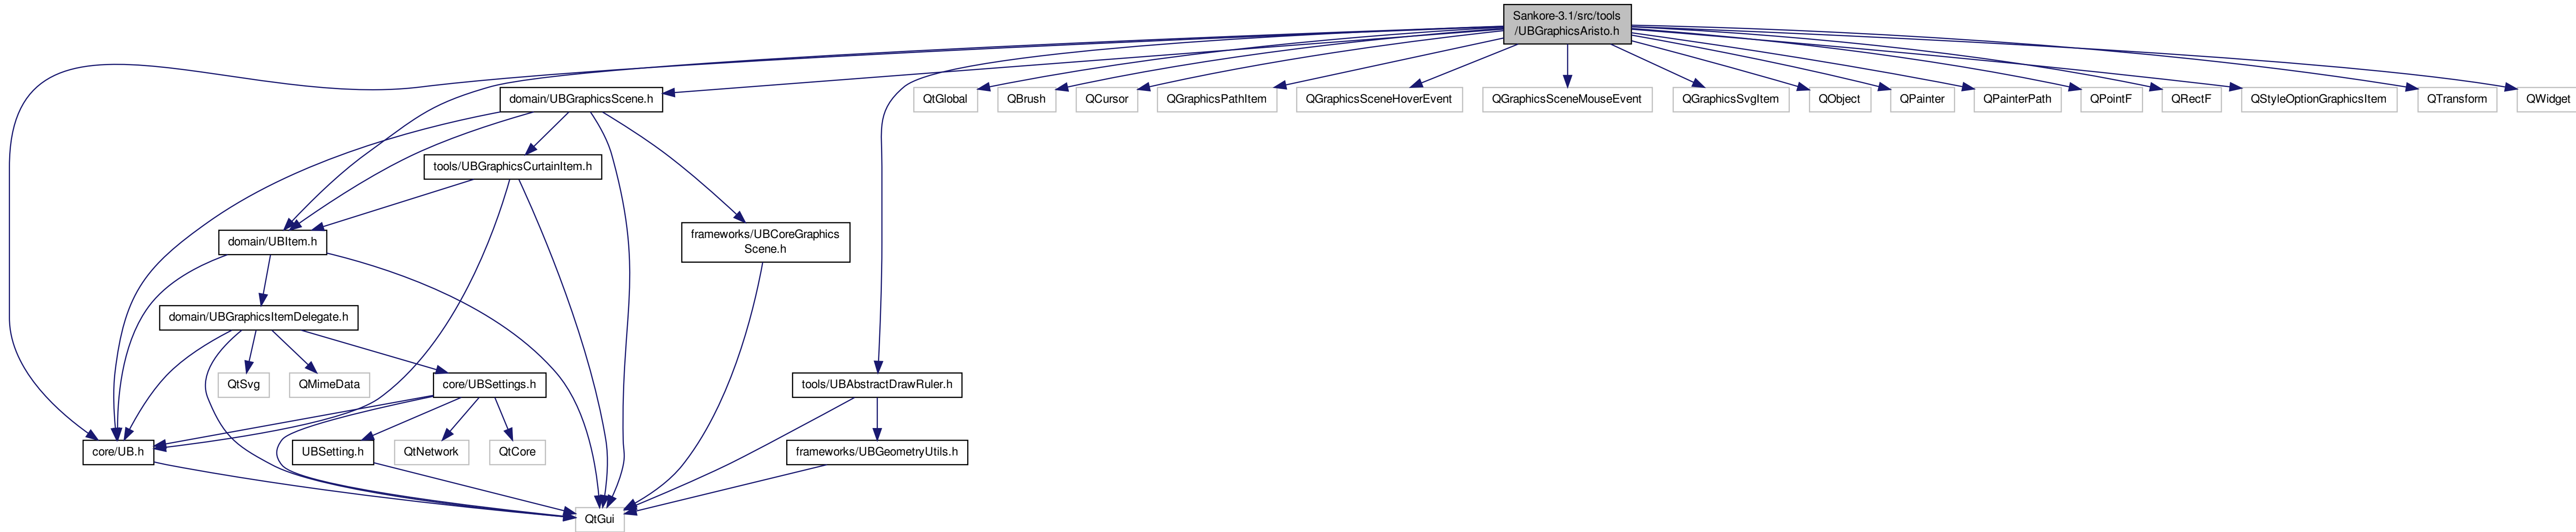 Sankore-3.1/src/tools
/UBGraphicsAristo.h
domain/UBGraphicsScene.h
QtGlobal
QBrush
QCursor
QGraphicsPathItem
QGraphicsSceneHoverEvent
QGraphicsSceneMouseEvent
QGraphicsSvgItem
QObject
QPainter
QPainterPath
QPointF
QRectF
QStyleOptionGraphicsItem
QTransform
QWidget
tools/UBGraphicsCurtainItem.h
domain/UBItem.h
frameworks/UBCoreGraphics
Scene.h
domain/UBGraphicsItemDelegate.h
QtSvg
QMimeData
core/UBSettings.h
tools/UBAbstractDrawRuler.h
core/UB.h
UBSetting.h
QtNetwork
QtCore
frameworks/UBGeometryUtils.h
QtGui